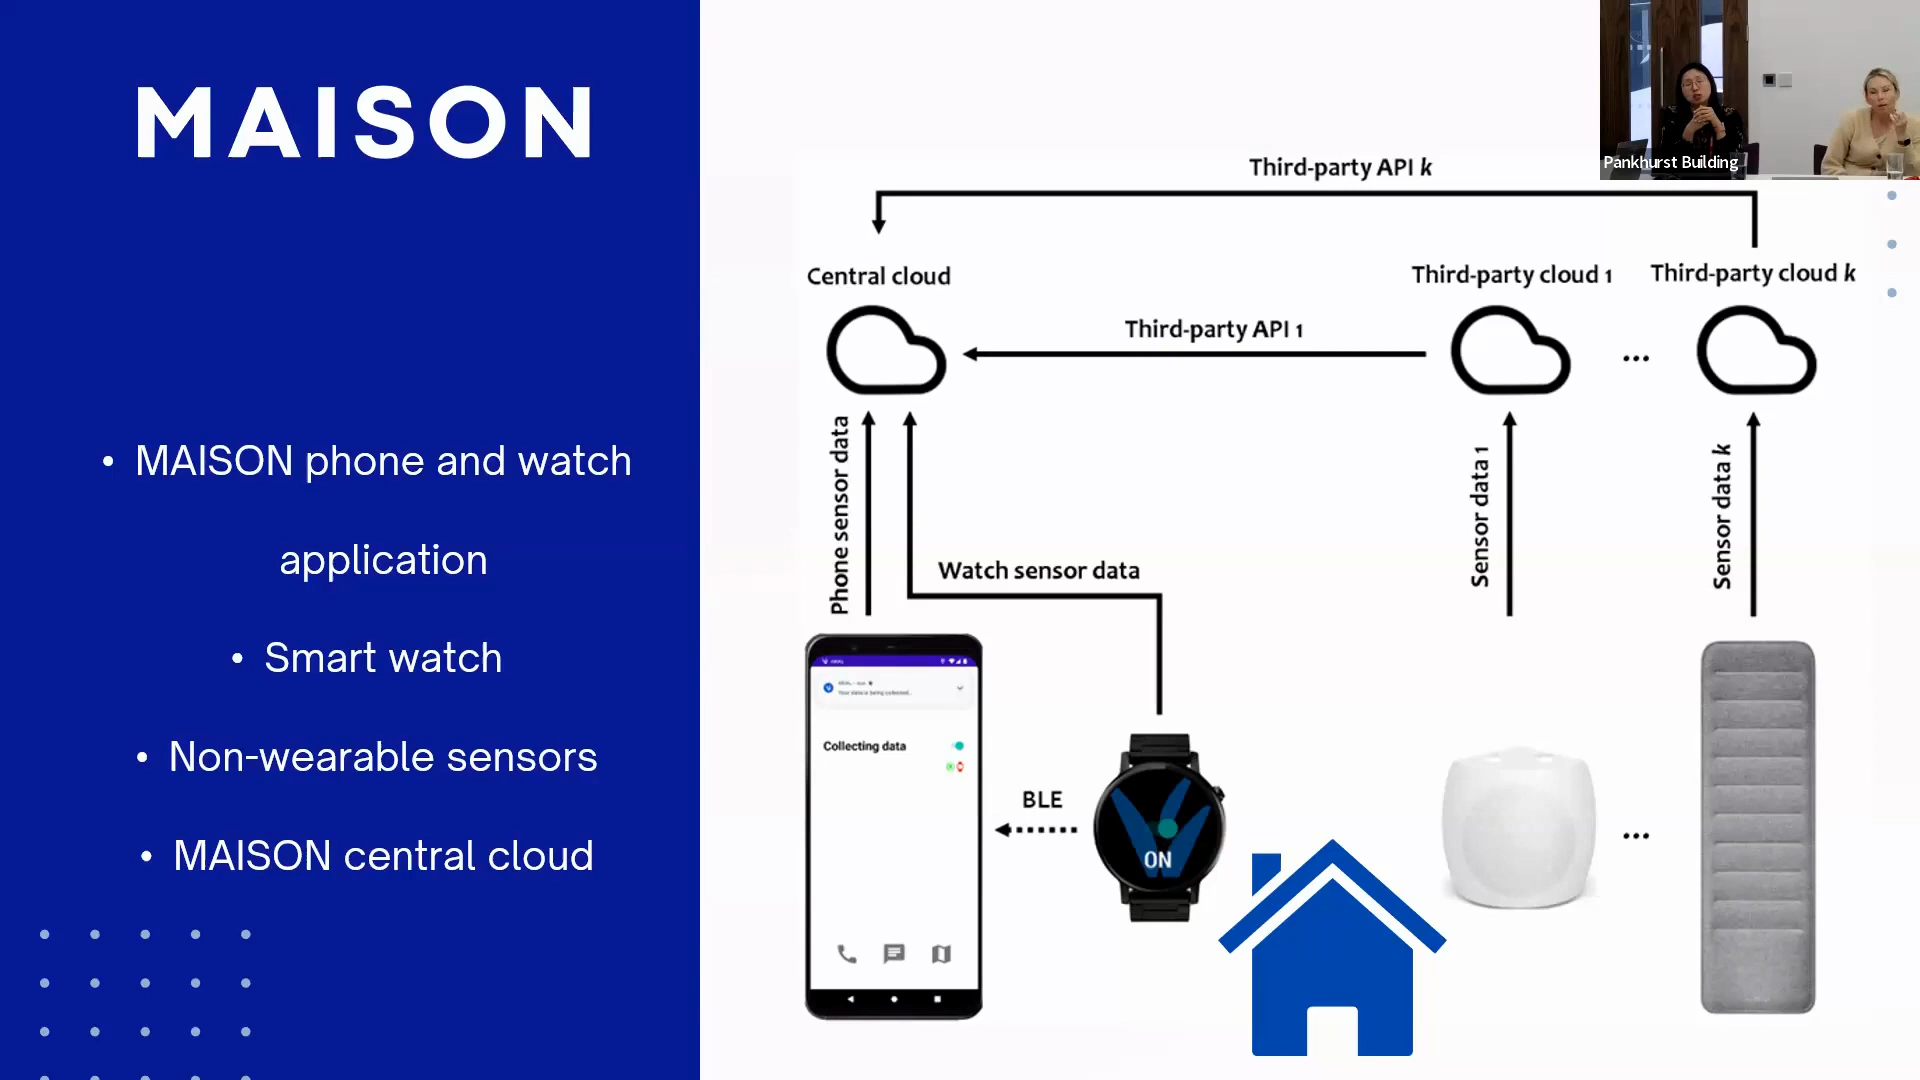 MAISON
• MAISON phone and watch
application
• Smart watch
• Non-wearable sensors
• MAISON central cloud
Pankhurst Building
Third-party API k
Central cloud
Third-party cloud 1
Third-party cloud k
Third-party API 1
...
Phone sensor data
Watch sensor data
Sensor data 1
Sensor data k
Collecting data
BLE
ON
...